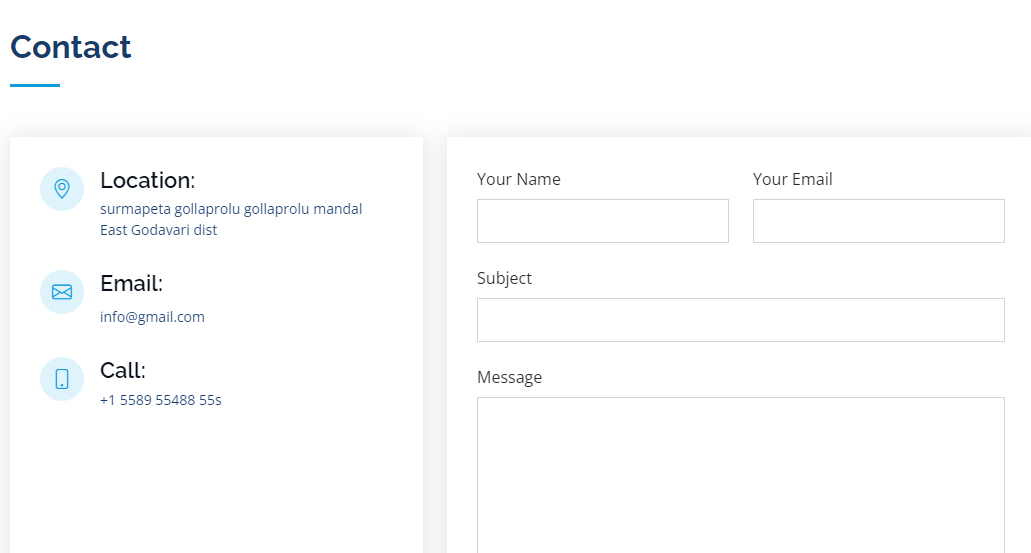 Contact
Location:
surmapeta gollaprolu gollaprolu mandal
East Godavari dist
Email:
info@gmail.com
Call:
+1 5589 55488 55s
Your Name
Your Email
Subject
Message